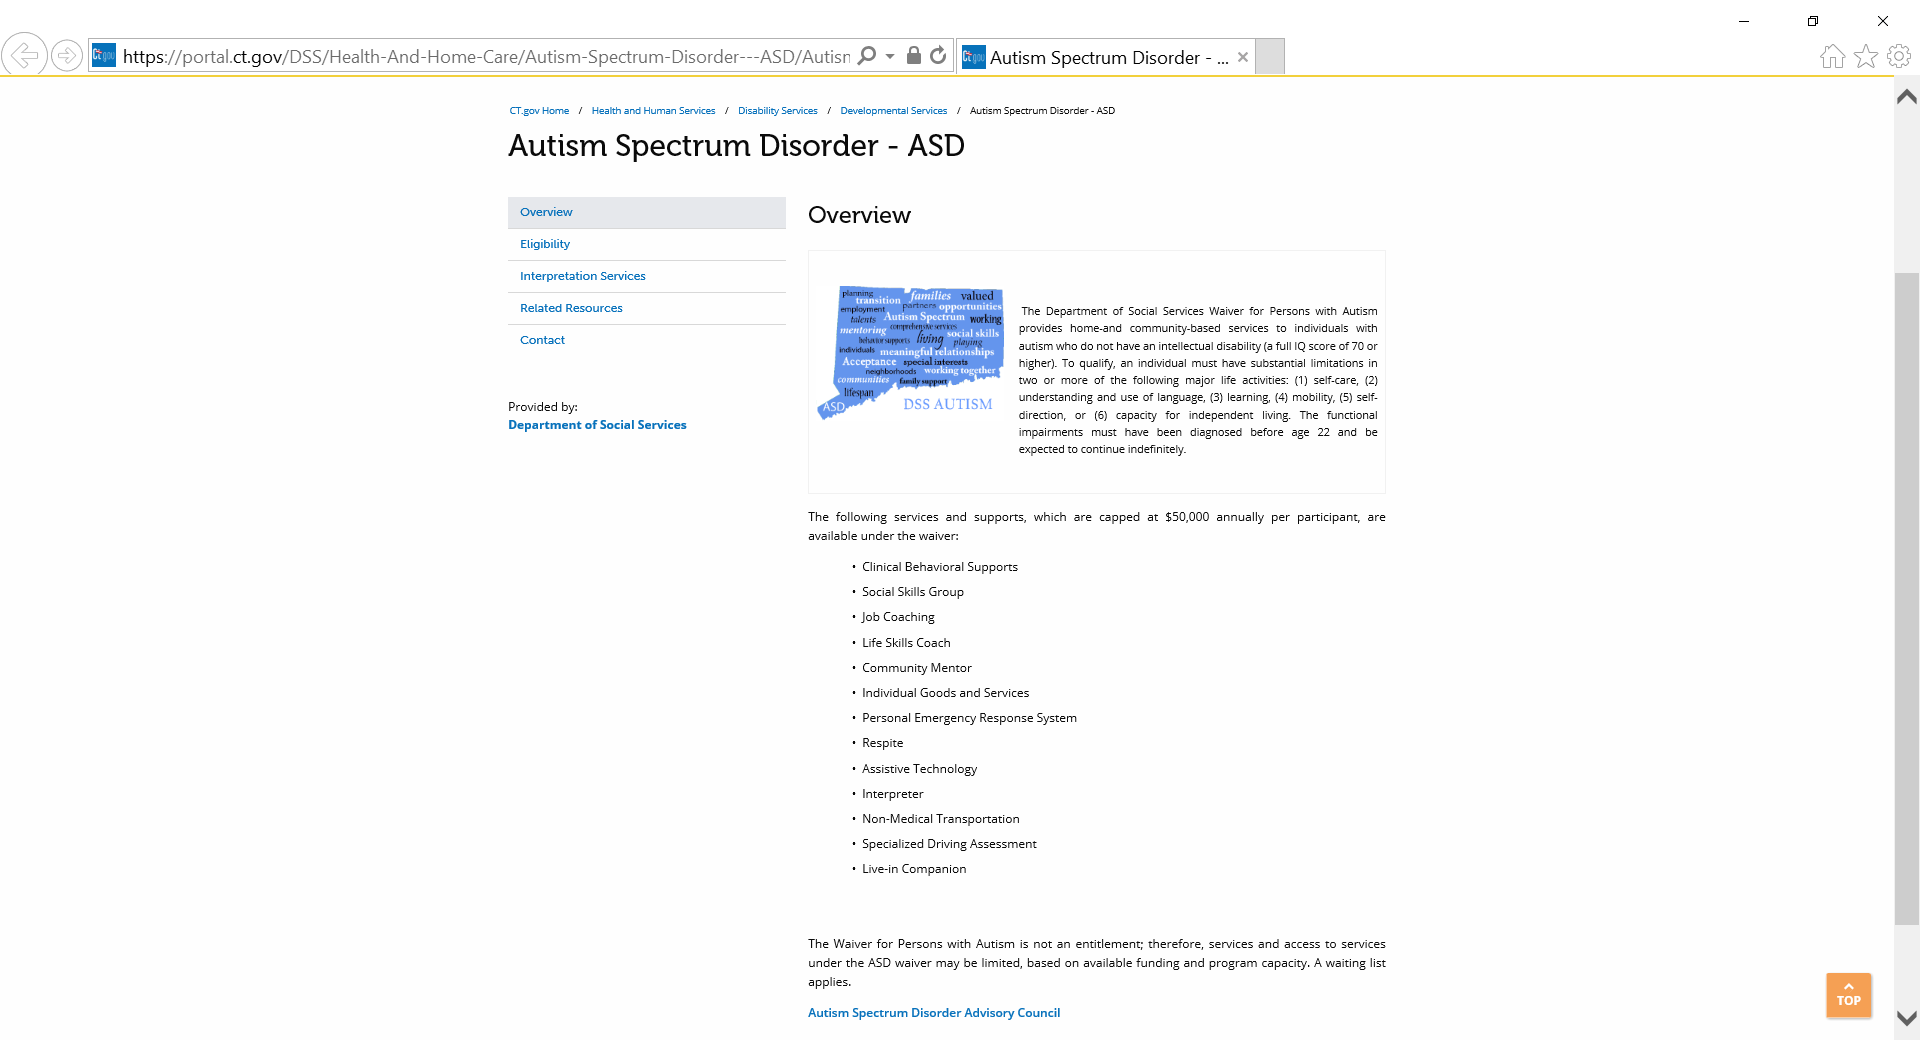 https://portal.ct.gov/DSS/Health-And-Home-Care/Autism-Spectrum-Disorder---ASD/Autisn
Autism Spectrum Disorder - ...
CT.gov Home / Health and Human Services / Disability Services / Developmental Services / Autism Spectrum Disorder - ASD
Autism Spectrum Disorder - ASD
Overview
Eligibility
Interpretation Services
Related Resources
Contact
Provided by:
Department of Social Services
Overview
planning families valued
transition partners opportunities
employment Autism Spectrum working
talents comprehensive services
mentoring social skills
behavior supports living playing
individuals meaningful relationships
Acceptance special interests
neighborhoods working together
communities family support
lifespan
ASD DSS AUTISM
The Department of Social Services Waiver for Persons with Autism
provides home-and community-based services to individuals with
autism who do not have an intellectual disability (a full IQ score of 70 or
higher). To qualify, an individual must have substantial limitations in
two or more of the following major life activities: (1) self-care, (2)
understanding and use of language, (3) learning, (4) mobility, (5) self-
direction, or (6) capacity for independent living. The functional
impairments must have been diagnosed before age 22 and be
expected to continue indefinitely.
The following services and supports, which are capped at $50,000 annually per participant, are
available under the waiver:
• Clinical Behavioral Supports
• Social Skills Group
• Job Coaching
• Life Skills Coach
• Community Mentor
• Individual Goods and Services
• Personal Emergency Response System
• Respite
• Assistive Technology
• Interpreter
• Non-Medical Transportation
• Specialized Driving Assessment
• Live-in Companion
The Waiver for Persons with Autism is not an entitlement; therefore, services and access to services
under the ASD waiver may be limited, based on available funding and program capacity. A waiting list
applies.
Autism Spectrum Disorder Advisory Council
TOP